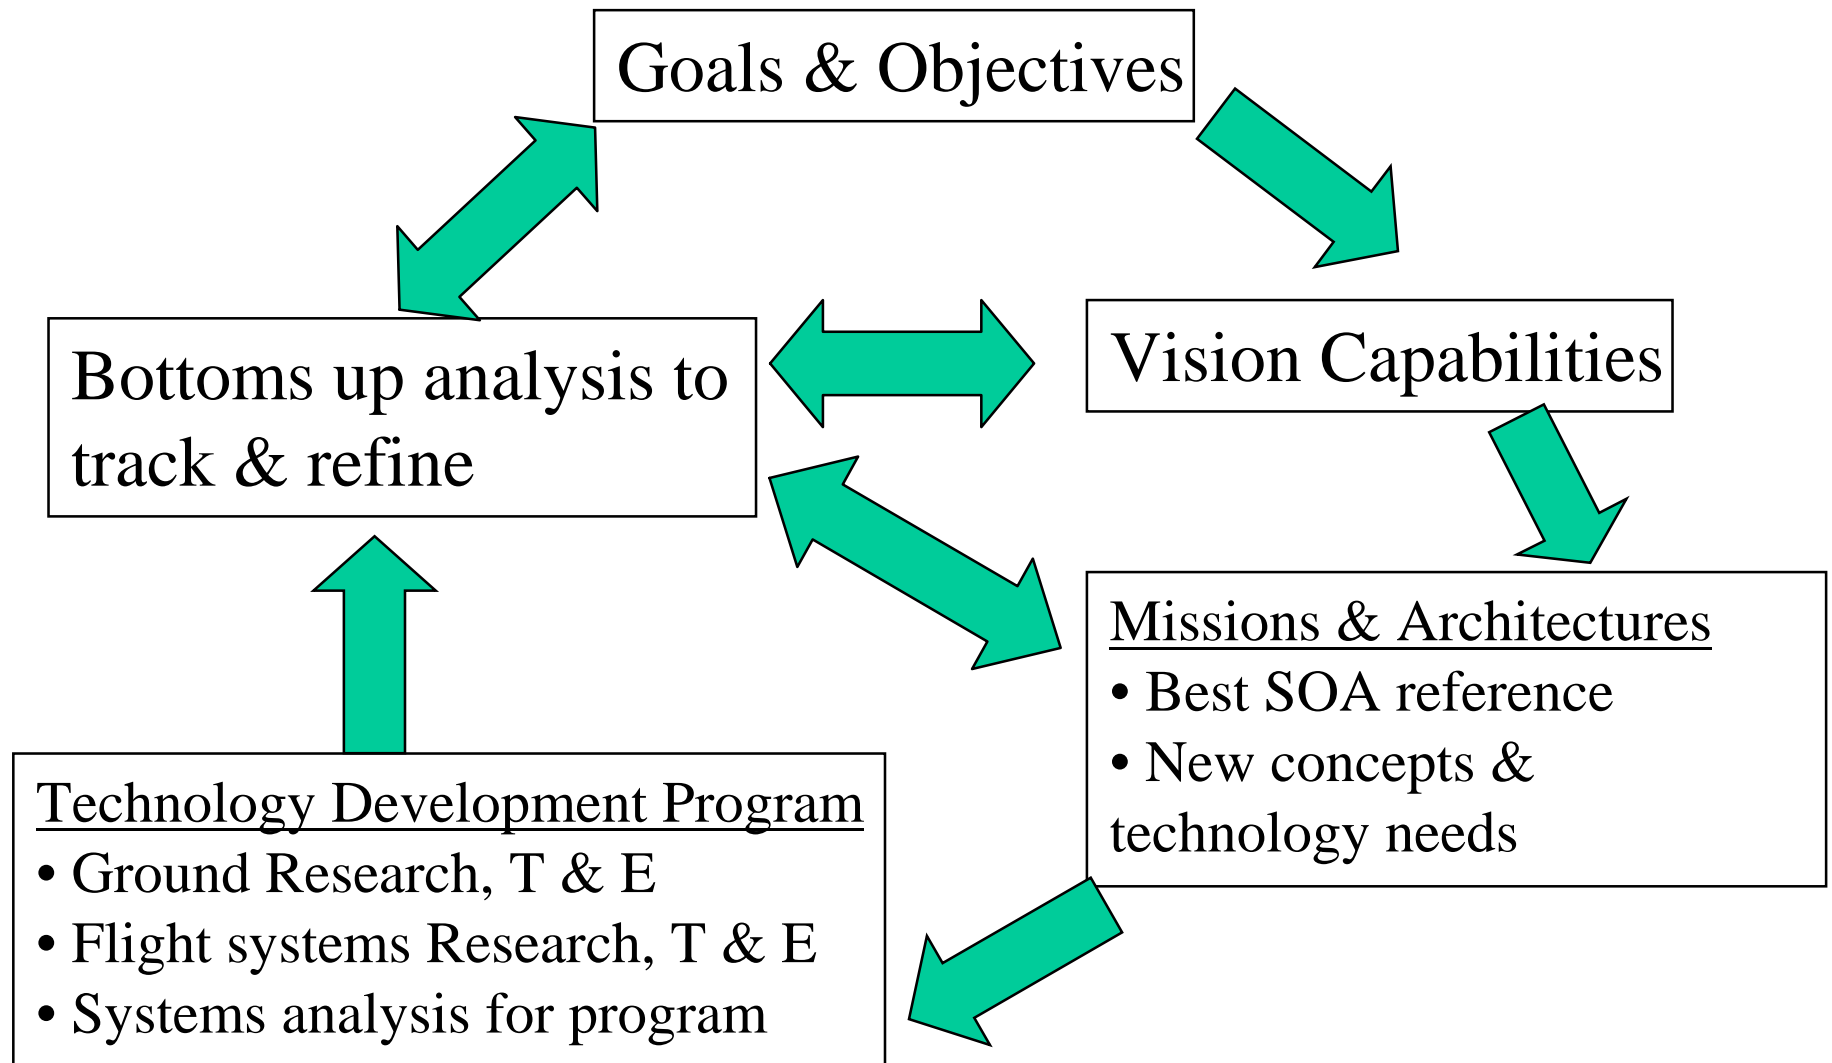 Goals & Objectives
Bottoms up analysis to
track & refine
Vision Capabilities
Missions & Architectures
• Best SOA reference
• New concepts &
technology needs
Technology Development Program
• Ground Research, T & E
• Flight systems Research, T & E
• Systems analysis for program